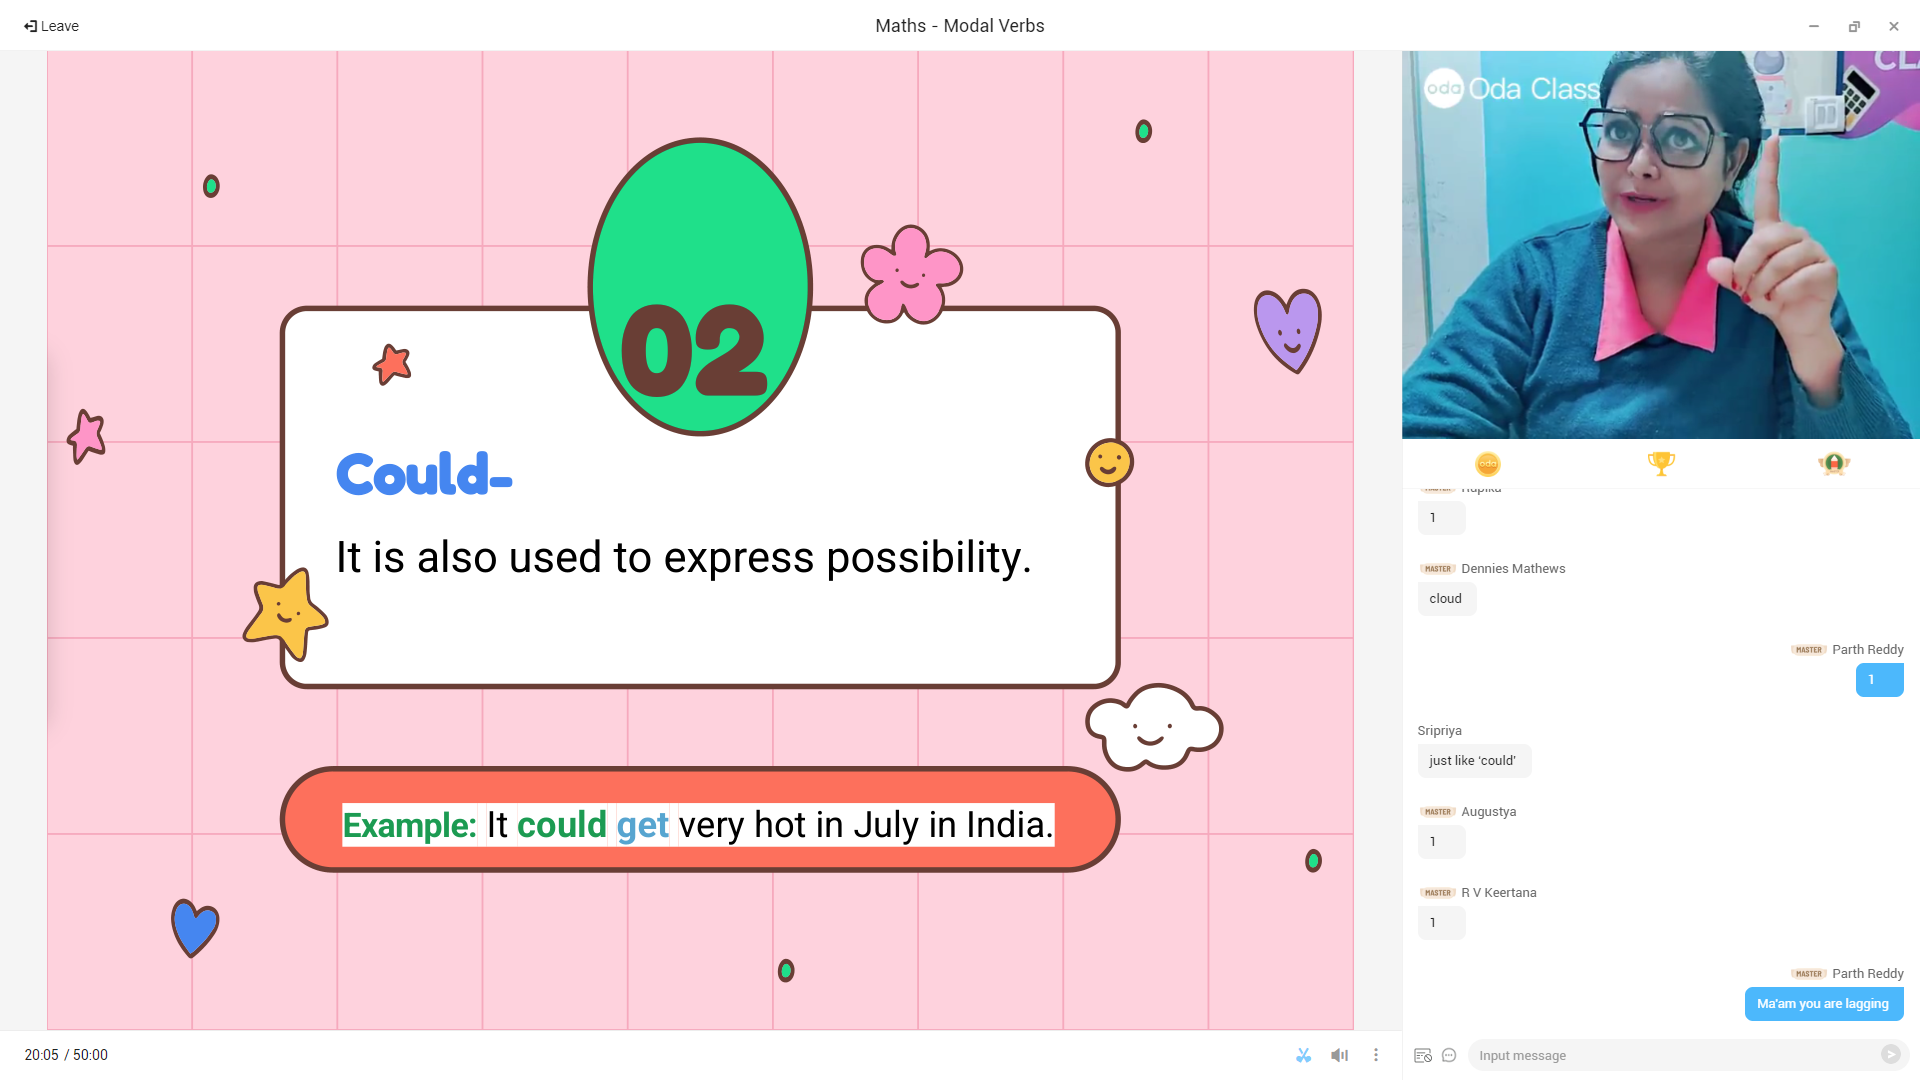 Leave
Maths - Modal Verbs
02
Could-
It is also used to express possibility.
Example: It could get very hot in July in India.
20:05 / 50:00
oda Oda Class
CL
oda
1
MASTER Dennies Mathews
cloud
MASTER Parth Reddy
1
Sripriya
just like ‘could’
MASTER Augustya
1
MASTER R V Keertana
1
MASTER Parth Reddy
Ma'am you are lagging
Input message